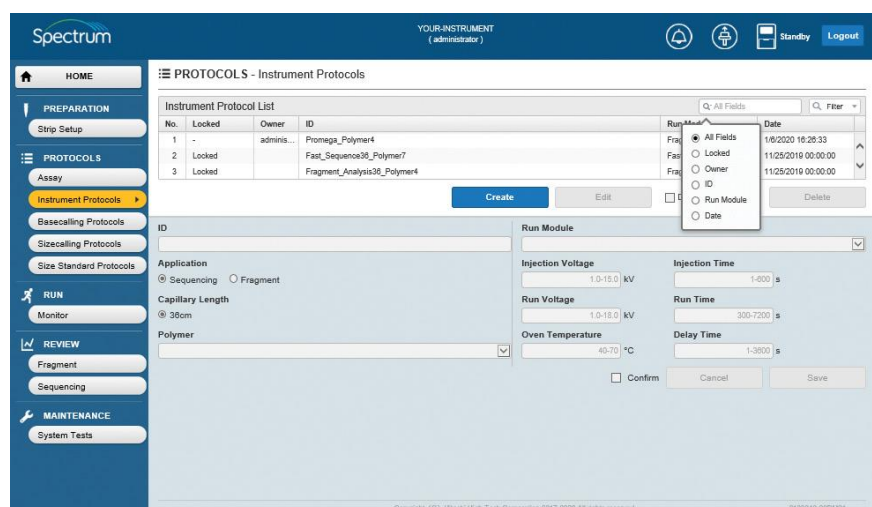 Spectrum
YOUR-INSTRUMENT
( administrator )
Standby
Logout
HOME
PROTOCOLS - Instrument Protocols
PREPARATION
Strip Setup
PROTOCOLS
Assay
Instrument Protocols
Basecalling Protocols
Sizecalling Protocols
Size Standard Protocols
RUN
Monitor
REVIEW
Fragment
Sequencing
MAINTENANCE
System Tests
Instrument Protocol List
All Fields
Filter
No. Locked Owner ID Date
1 - adminis... Promega_Polymer4 Frag 1/6/2020 16:26:33
2 Locked Fast_Sequence36_Polymer7 Fas 11/25/2019 00:00:00
3 Locked Fragment_Analysis36_Polymer4 Frag 11/25/2019 00:00:00
All Fields
Locked
Owner
ID
Run Module
Date
Create
Edit
Delete
ID
Run Module
Application
Sequencing Fragment
Capillary Length
36cm
Polymer
Injection Voltage
1.0-15.0 kV
Injection Time
1-600 s
Run Voltage
1.0-18.0 kV
Run Time
300-7200 s
Oven Temperature
40-70 °C
Delay Time
1-3600 s
Confirm
Cancel
Save